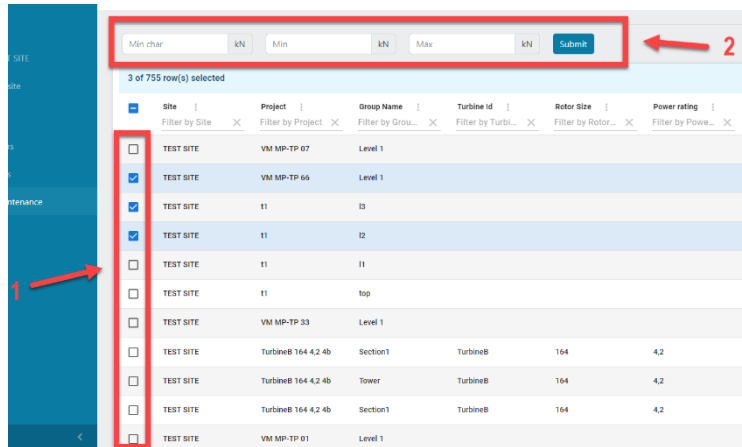 Min char kN Min kN Max kN Submit
2
T SITE
site
3 of 755 row(s) selected
Site Project Group Name Turbine Id Rotor Size Power rating
Filter by Site Filter by Project Filter by Grou... Filter by Turbi... Filter by Rotor... Filter by Powe...
TEST SITE VM MP-TP 07 Level 1
TEST SITE VM MP-TP 66 Level 1
ntenance
TEST SITE t1 l3
TEST SITE t1 l2
TEST SITE t1 l1
1
TEST SITE t1 top
TEST SITE VM MP-TP 33 Level 1
TEST SITE TurbineB 164 4,2 4b Section1 TurbineB 164 4,2
TEST SITE TurbineB 164 4,2 4b Tower TurbineB 164 4,2
TEST SITE TurbineB 164 4,2 4b Section1 TurbineB 164 4,2
TEST SITE VM MP-TP 01 Level 1